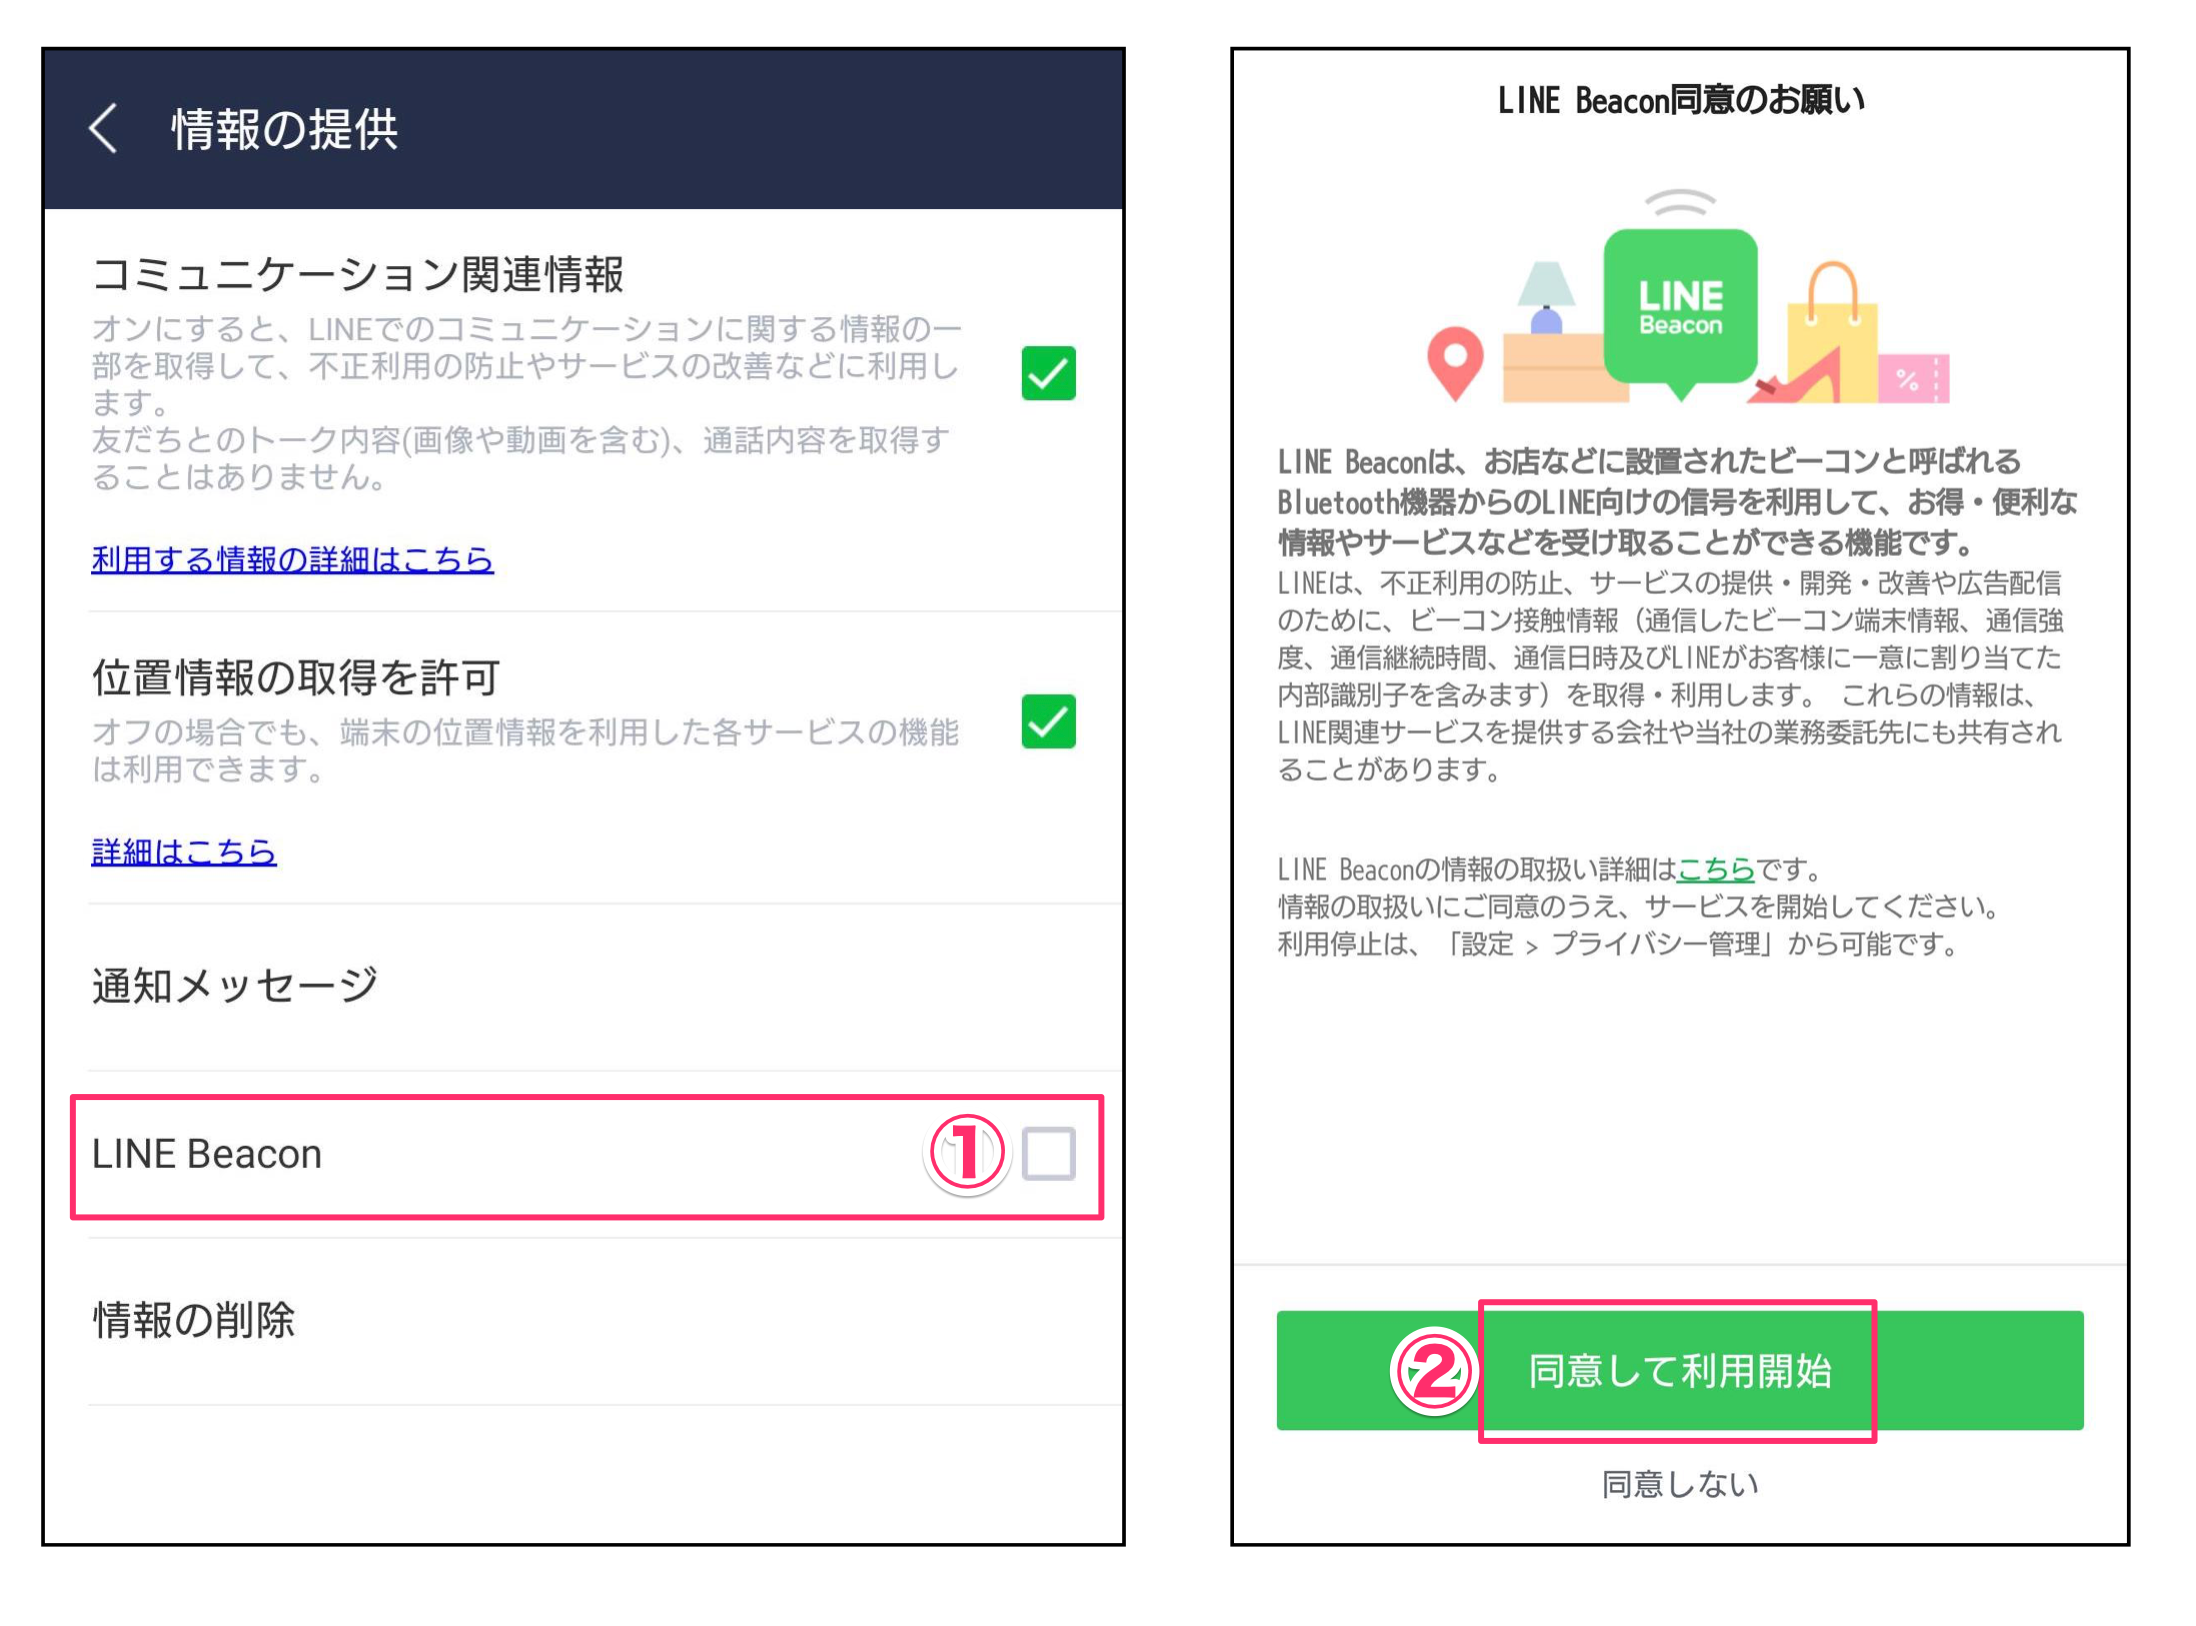 情報の提供
コミュニケーション関連情報
オンにすると、LINEでのコミュニケーションに関する情報の一
部を取得して、不正利用の防止やサービスの改善などに利用し
ます。
友だちとのトーク内容(画像や動画を含む)、通話内容を取得す
ることはありません。
利用する情報の詳細はこちら
位置情報の取得を許可
オフの場合でも、端末の位置情報を利用した各サービスの機能
は利用できます。
詳細はこちら
通知メッセージ
LINE Beacon
①
情報の削除
LINE Beacon同意のお願い
LINE
Beacon
%
LINE Beaconは、お店などに設置されたビーコンと呼ばれる
Bluetooth機器からのLINE向けの信号を利用して、お得・便利な
情報やサービスなどを受け取ることができる機能です。
LINEは、不正利用の防止、サービスの提供・開発・改善や広告配信
のために、ビーコン接触情報（通信したビーコン端末情報、通信強
度、通信継続時間、通信日時及びLINEがお客様に一意に割り当てた
内部識別子を含みます）を取得・利用します。 これらの情報は、
LINE関連サービスを提供する会社や当社の業務委託先にも共有され
ることがあります。
LINE Beaconの情報の取扱い詳細はこちらです。
情報の取扱いにご同意のうえ、サービスを開始してください。
利用停止は、「設定 > プライバシー管理」から可能です。
②
同意して利用開始
同意しない